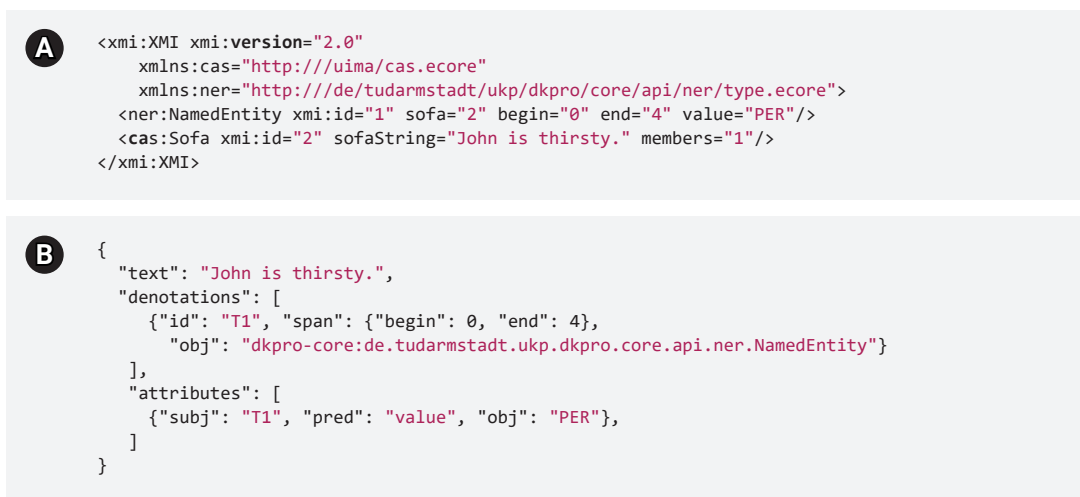 A
<xmi:XMI xmi:version="2.0"
xmlns:cas="http:///uima/cas.ecore"
xmlns:ner="http:///de/tudarmstadt/ukp/dkpro/core/api/ner/type.ecore">
<ner:NamedEntity xmi:id="1" sofa="2" begin="0" end="4" value="PER"/>
<cas:Sofa xmi:id="2" sofaString="John is thirsty." members="1"/>
</xmi:XMI>
B
{
"text": "John is thirsty.",
"denotations": [
{"id": "T1", "span": {"begin": 0, "end": 4},
"obj": "dkpro-core:de.tudarmstadt.ukp.dkpro.core.api.ner.NamedEntity"}
],
"attributes": [
{"subj": "T1", "pred": "value", "obj": "PER"},
]
}